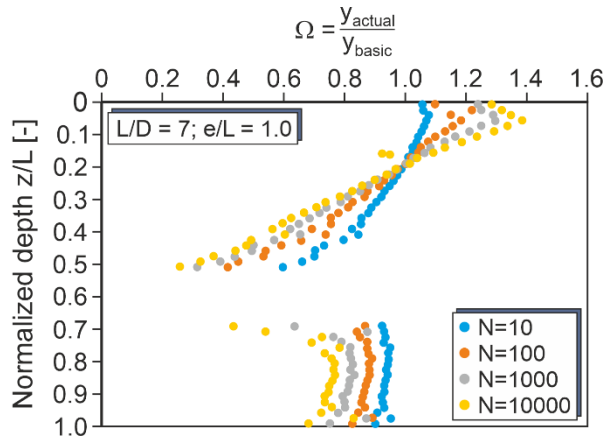 Ω = y_actual / y_basic
0 0.2 0.4 0.6 0.8 1.0 1.2 1.4 1.6
0
0.1
0.2
0.3
0.4
0.5
0.6
0.7
0.8
0.9
1.0
Normalized depth z/L [-]
L/D = 7; e/L = 1.0
N=10
N=100
N=1000
N=10000